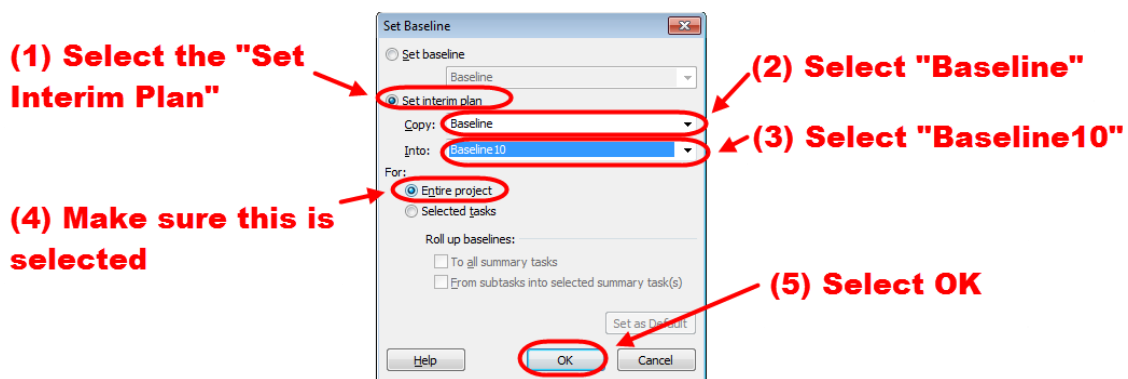 Set Baseline
Set baseline
Baseline
(1) Select the "Set
Interim Plan"
Set interim plan
Copy: Baseline
Into: Baseline10
(2) Select "Baseline"
(3) Select "Baseline10"
For:
Entire project
Selected tasks
(4) Make sure this is
selected
Roll up baselines:
To all summary tasks
From subtasks into selected summary task(s)
(5) Select OK
Set as Default
Help
OK
Cancel